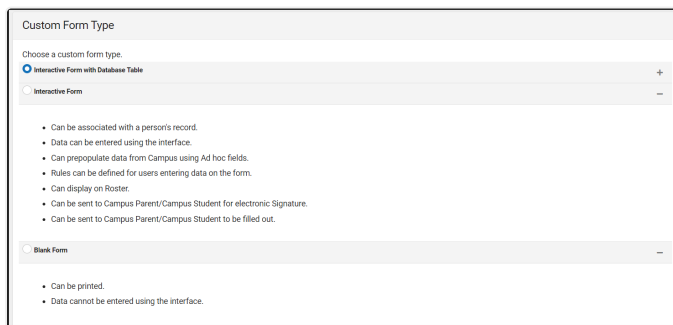 Custom Form Type
Choose a custom form type.
Interactive Form with Database Table
+
Interactive Form
–
• Can be associated with a person's record.
• Data can be entered using the interface.
• Can prepopulate data from Campus using Ad hoc fields.
• Rules can be defined for users entering data on the form.
• Can display on Roster.
• Can be sent to Campus Parent/Campus Student for electronic Signature.
• Can be sent to Campus Parent/Campus Student to be filled out.
Blank Form
–
• Can be printed.
• Data cannot be entered using the interface.